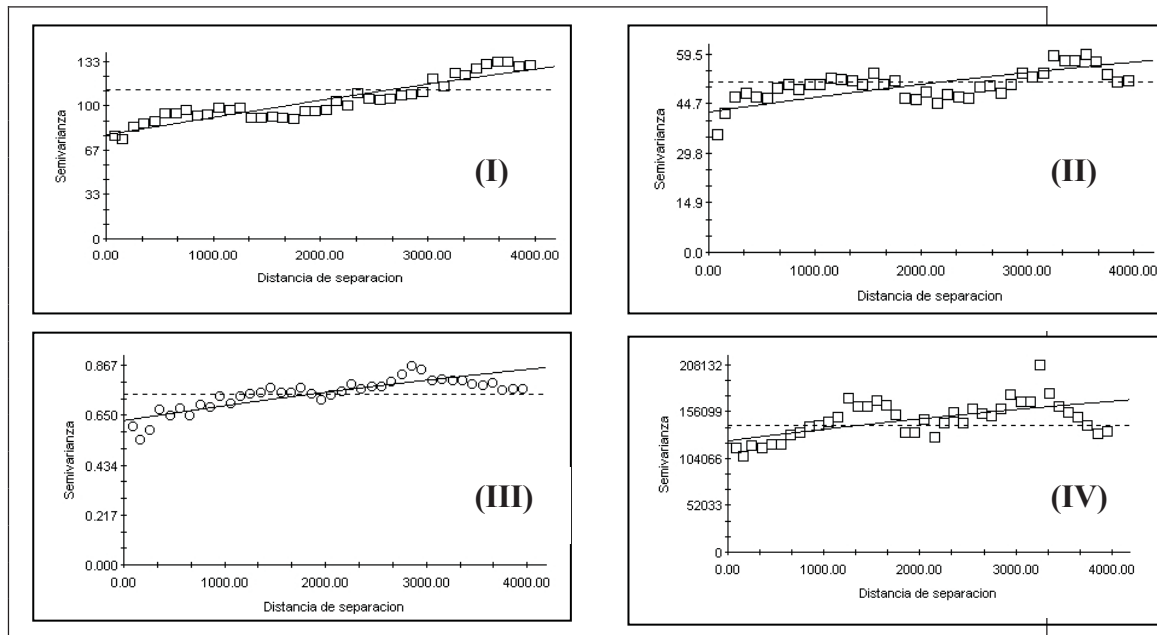 133
100
67
33
0
Semivarianza
(I)
0.00 1000.00 2000.00 3000.00 4000.00
Distancia de separacion
59.5
44.7
29.8
14.9
0.0
Semivarianza
(II)
0.00 1000.00 2000.00 3000.00 4000.00
Distancia de separacion
0.867
0.650
0.434
0.217
0.000
Semivarianza
(III)
0.00 1000.00 2000.00 3000.00 4000.00
Distancia de separacion
208132
156099
104066
52033
0
Semivarianza
(IV)
0.00 1000.00 2000.00 3000.00 4000.00
Distancia de separacion